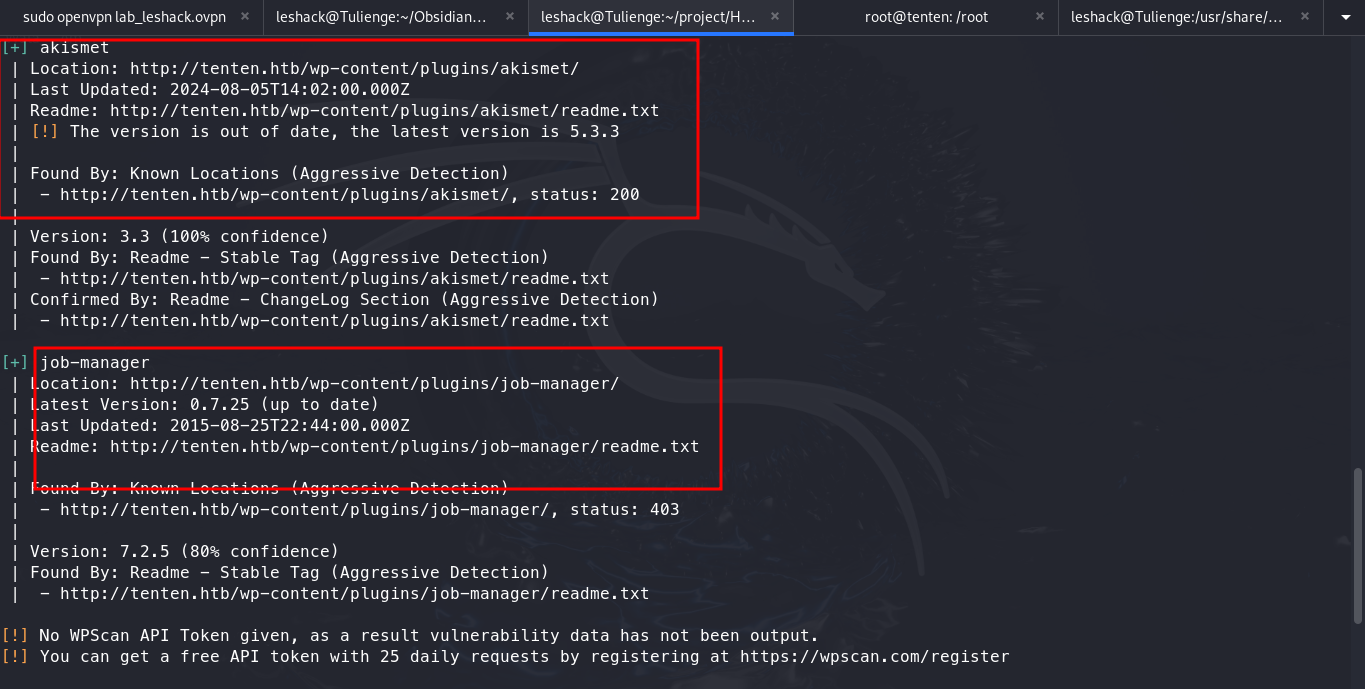 sudo openvpn lab_leshack.ovpn × leshack@Tulienge:~/Obsidian... × leshack@Tulienge:~/project/H... × root@tenten: /root × leshack@Tulienge:/usr/share/... ×
[+] akismet
| Location: http://tenten.htb/wp-content/plugins/akismet/
| Last Updated: 2024-08-05T14:02:00.000Z
| Readme: http://tenten.htb/wp-content/plugins/akismet/readme.txt
| [!] The version is out of date, the latest version is 5.3.3
|
| Found By: Known Locations (Aggressive Detection)
|  - http://tenten.htb/wp-content/plugins/akismet/, status: 200
|
| Version: 3.3 (100% confidence)
| Found By: Readme - Stable Tag (Aggressive Detection)
|  - http://tenten.htb/wp-content/plugins/akismet/readme.txt
| Confirmed By: Readme - ChangeLog Section (Aggressive Detection)
|  - http://tenten.htb/wp-content/plugins/akismet/readme.txt
[+] job-manager
| Location: http://tenten.htb/wp-content/plugins/job-manager/
| Latest Version: 0.7.25 (up to date)
| Last Updated: 2015-08-25T22:44:00.000Z
| Readme: http://tenten.htb/wp-content/plugins/job-manager/readme.txt
|
| Found By: Known Locations (Aggressive Detection)
|  - http://tenten.htb/wp-content/plugins/job-manager/, status: 403
|
| Version: 7.2.5 (80% confidence)
| Found By: Readme - Stable Tag (Aggressive Detection)
|  - http://tenten.htb/wp-content/plugins/job-manager/readme.txt
[!] No WPScan API Token given, as a result vulnerability data has not been output.
[!] You can get a free API token with 25 daily requests by registering at https://wpscan.com/register